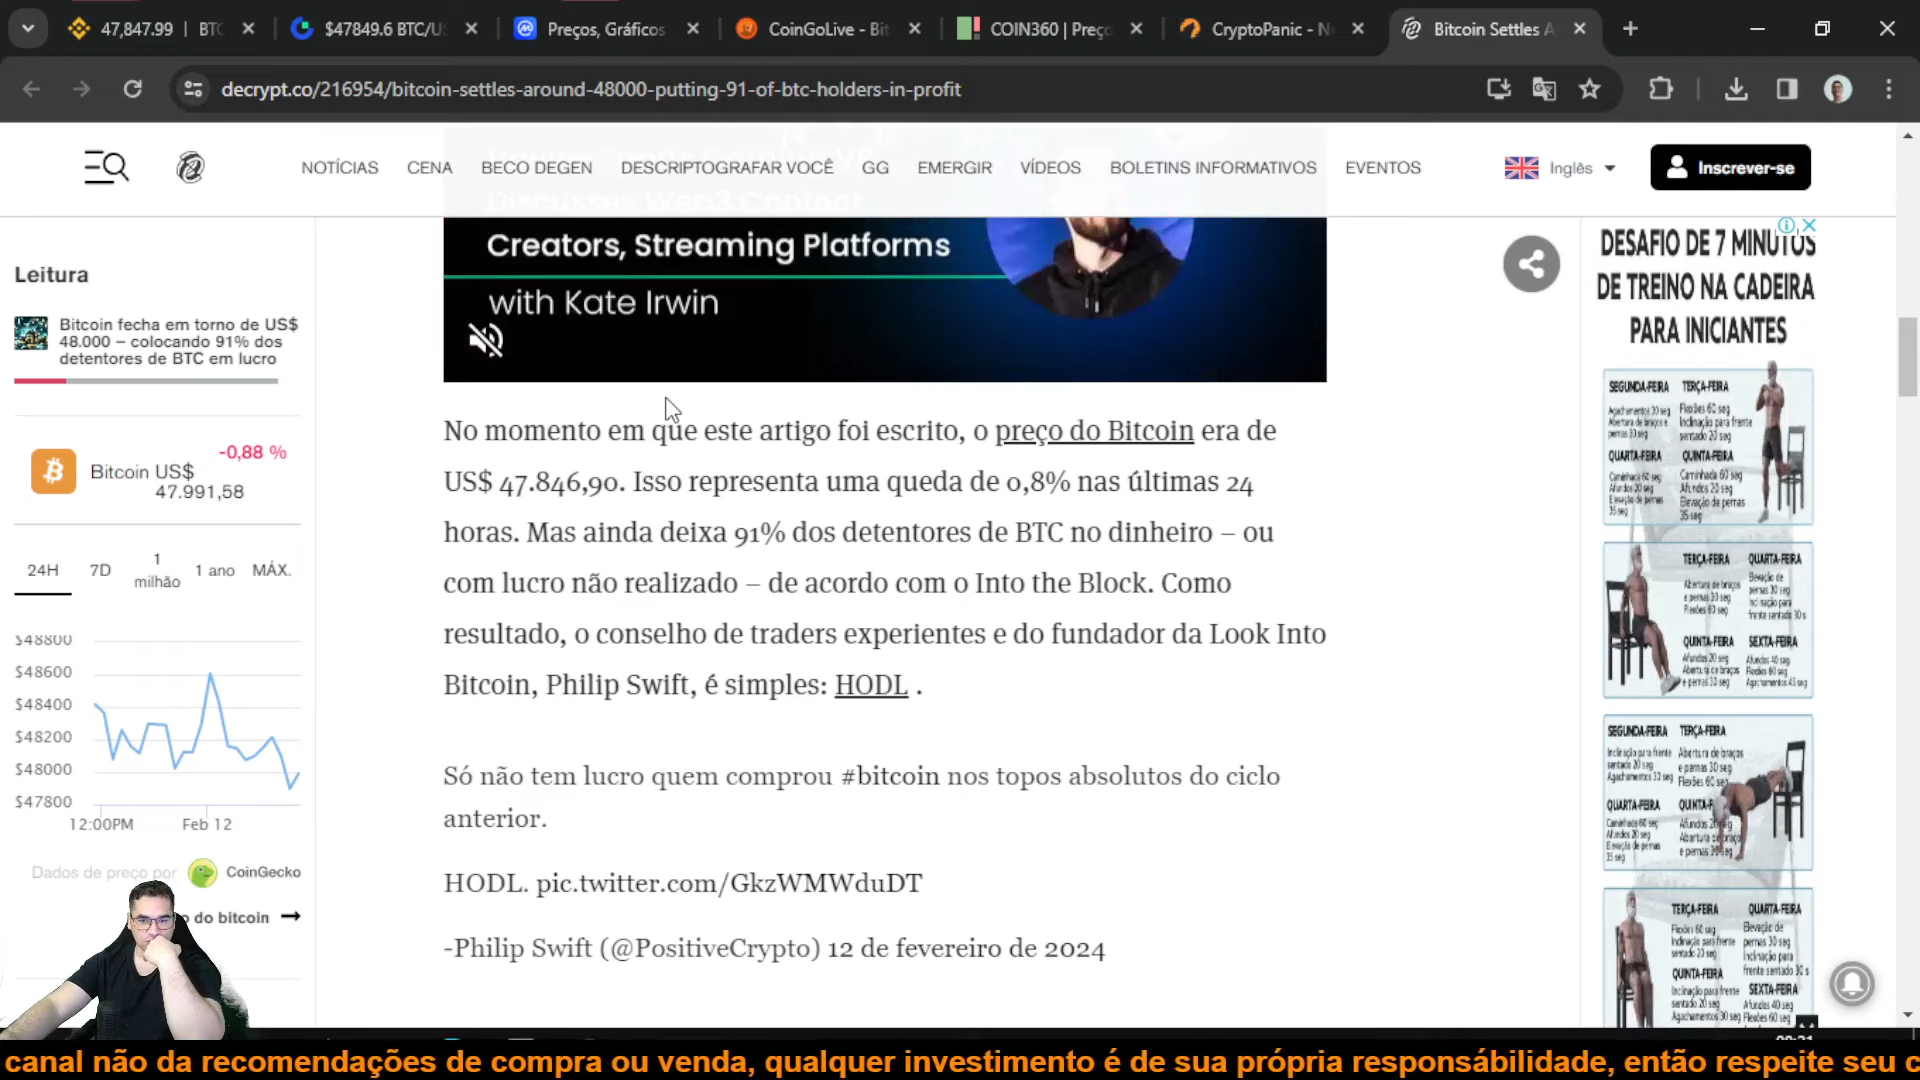 47,847.99 | BTC
$47849.6 BTC/U
Preços, Gráficos
CoinGoLive - Bit
COIN360 | Preço
CryptoPanic - N
Bitcoin Settles A
decrypt.co/216954/bitcoin-settles-around-48000-putting-91-of-btc-holders-in-profit
NOTÍCIAS CENA BECO DEGEN DESCRIPTOGRAFAR VOCÊ GG EMERGIR VÍDEOS BOLETINS INFORMATIVOS EVENTOS
Inglês
Inscrever-se
Leitura
Bitcoin fecha em torno de US$
48.000 – colocando 91% dos
detentores de BTC em lucro
-0,88 %
Bitcoin US$
47.991,58
24H 7D 1 milhão 1 ano MÁX.
$48800
$48600
$48400
$48200
$48000
$47800
12:00PM Feb 12
Dados de preço por CoinGecko
do bitcoin
Discusses Web3 Content
Creators, Streaming Platforms
with Kate Irwin
No momento em que este artigo foi escrito, o preço do Bitcoin era de
US$ 47.846,90. Isso representa uma queda de 0,8% nas últimas 24
horas. Mas ainda deixa 91% dos detentores de BTC no dinheiro – ou
com lucro não realizado – de acordo com o Into the Block. Como
resultado, o conselho de traders experientes e do fundador da Look Into
Bitcoin, Philip Swift, é simples: HODL .
Só não tem lucro quem comprou #bitcoin nos topos absolutos do ciclo
anterior.
HODL. pic.twitter.com/GkzWMWduDT
-Philip Swift (@PositiveCrypto) 12 de fevereiro de 2024
DESAFIO DE 7 MINUTOS
DE TREINO NA CADEIRA
PARA INICIANTES
SEGUNDA-FEIRA TERÇA-FEIRA
QUARTA-FEIRA QUINTA-FEIRA
TERÇA-FEIRA QUARTA-FEIRA
QUINTA-FEIRA SEXTA-FEIRA
SEGUNDA-FEIRA TERÇA-FEIRA
QUARTA-FEIRA
TERÇA-FEIRA QUARTA-FEIRA
QUINTA-FEIRA SEXTA-FEIRA
canal não da recomendações de compra ou venda, qualquer investimento é de sua própria responsábilidade, então respeite seu c